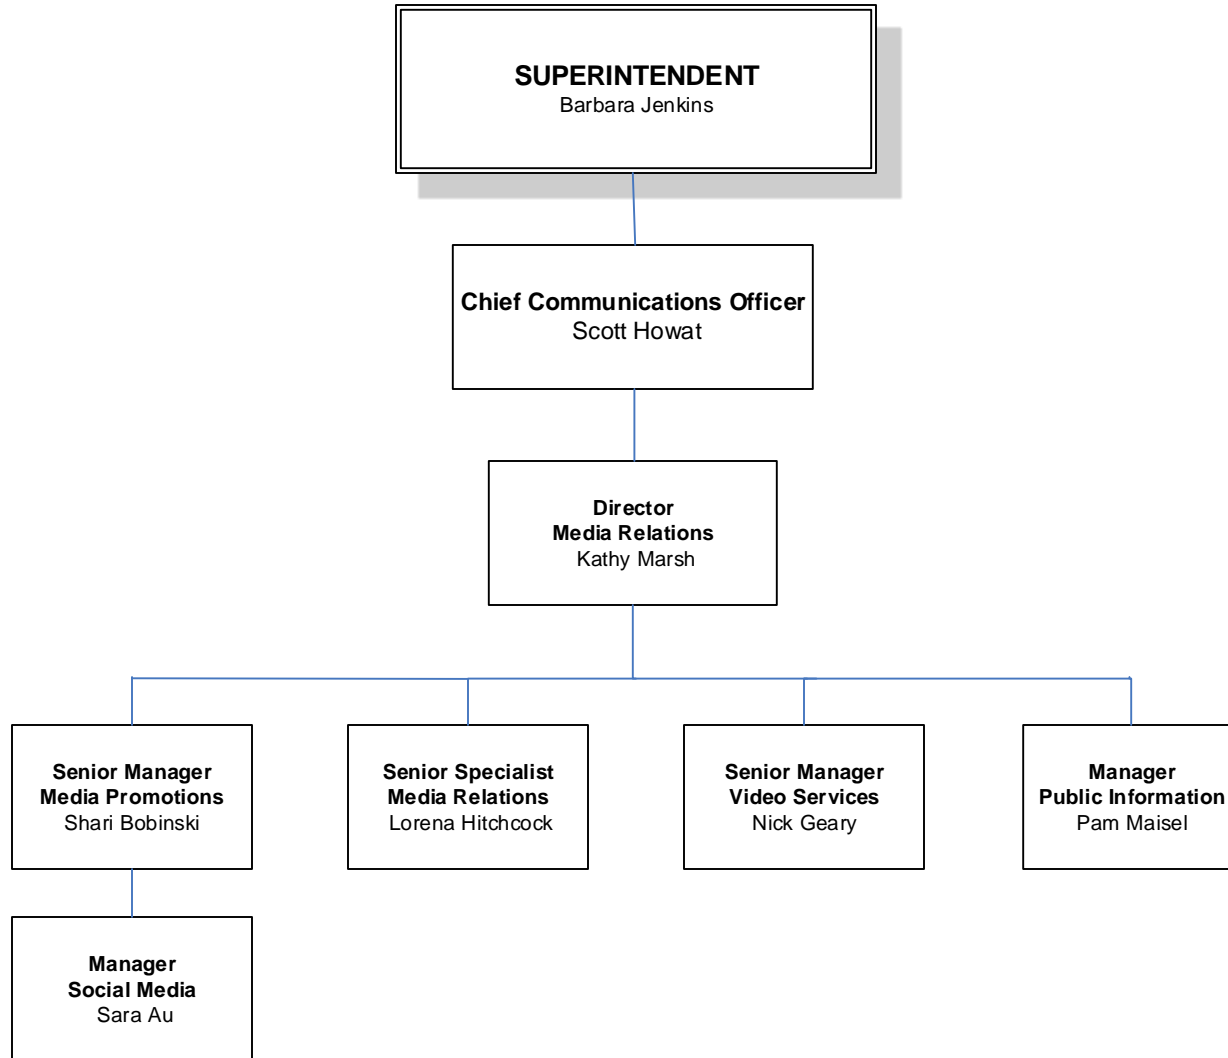 SUPERINTENDENT
Barbara Jenkins
Chief Communications Officer
Scott Howat
Director
Media Relations
Kathy Marsh
Senior Manager
Media Promotions
Shari Bobinski
Senior Specialist
Media Relations
Lorena Hitchcock
Senior Manager
Video Services
Nick Geary
Manager
Public Information
Pam Maisel
Manager
Social Media
Sara Au